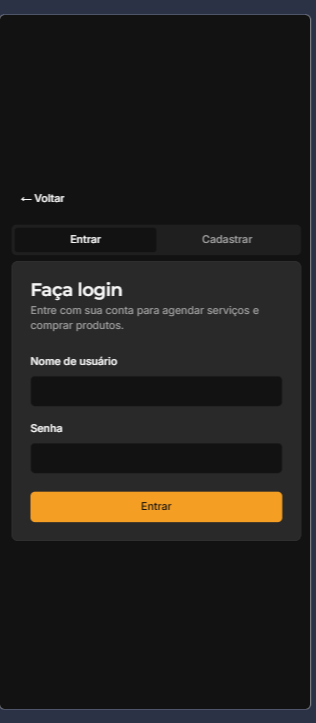 ←Voltar
Entrar
Cadastrar
Faça login
Entre com sua conta para agendar serviços e
comprar produtos.
Nome de usuário
Senha
Entrar